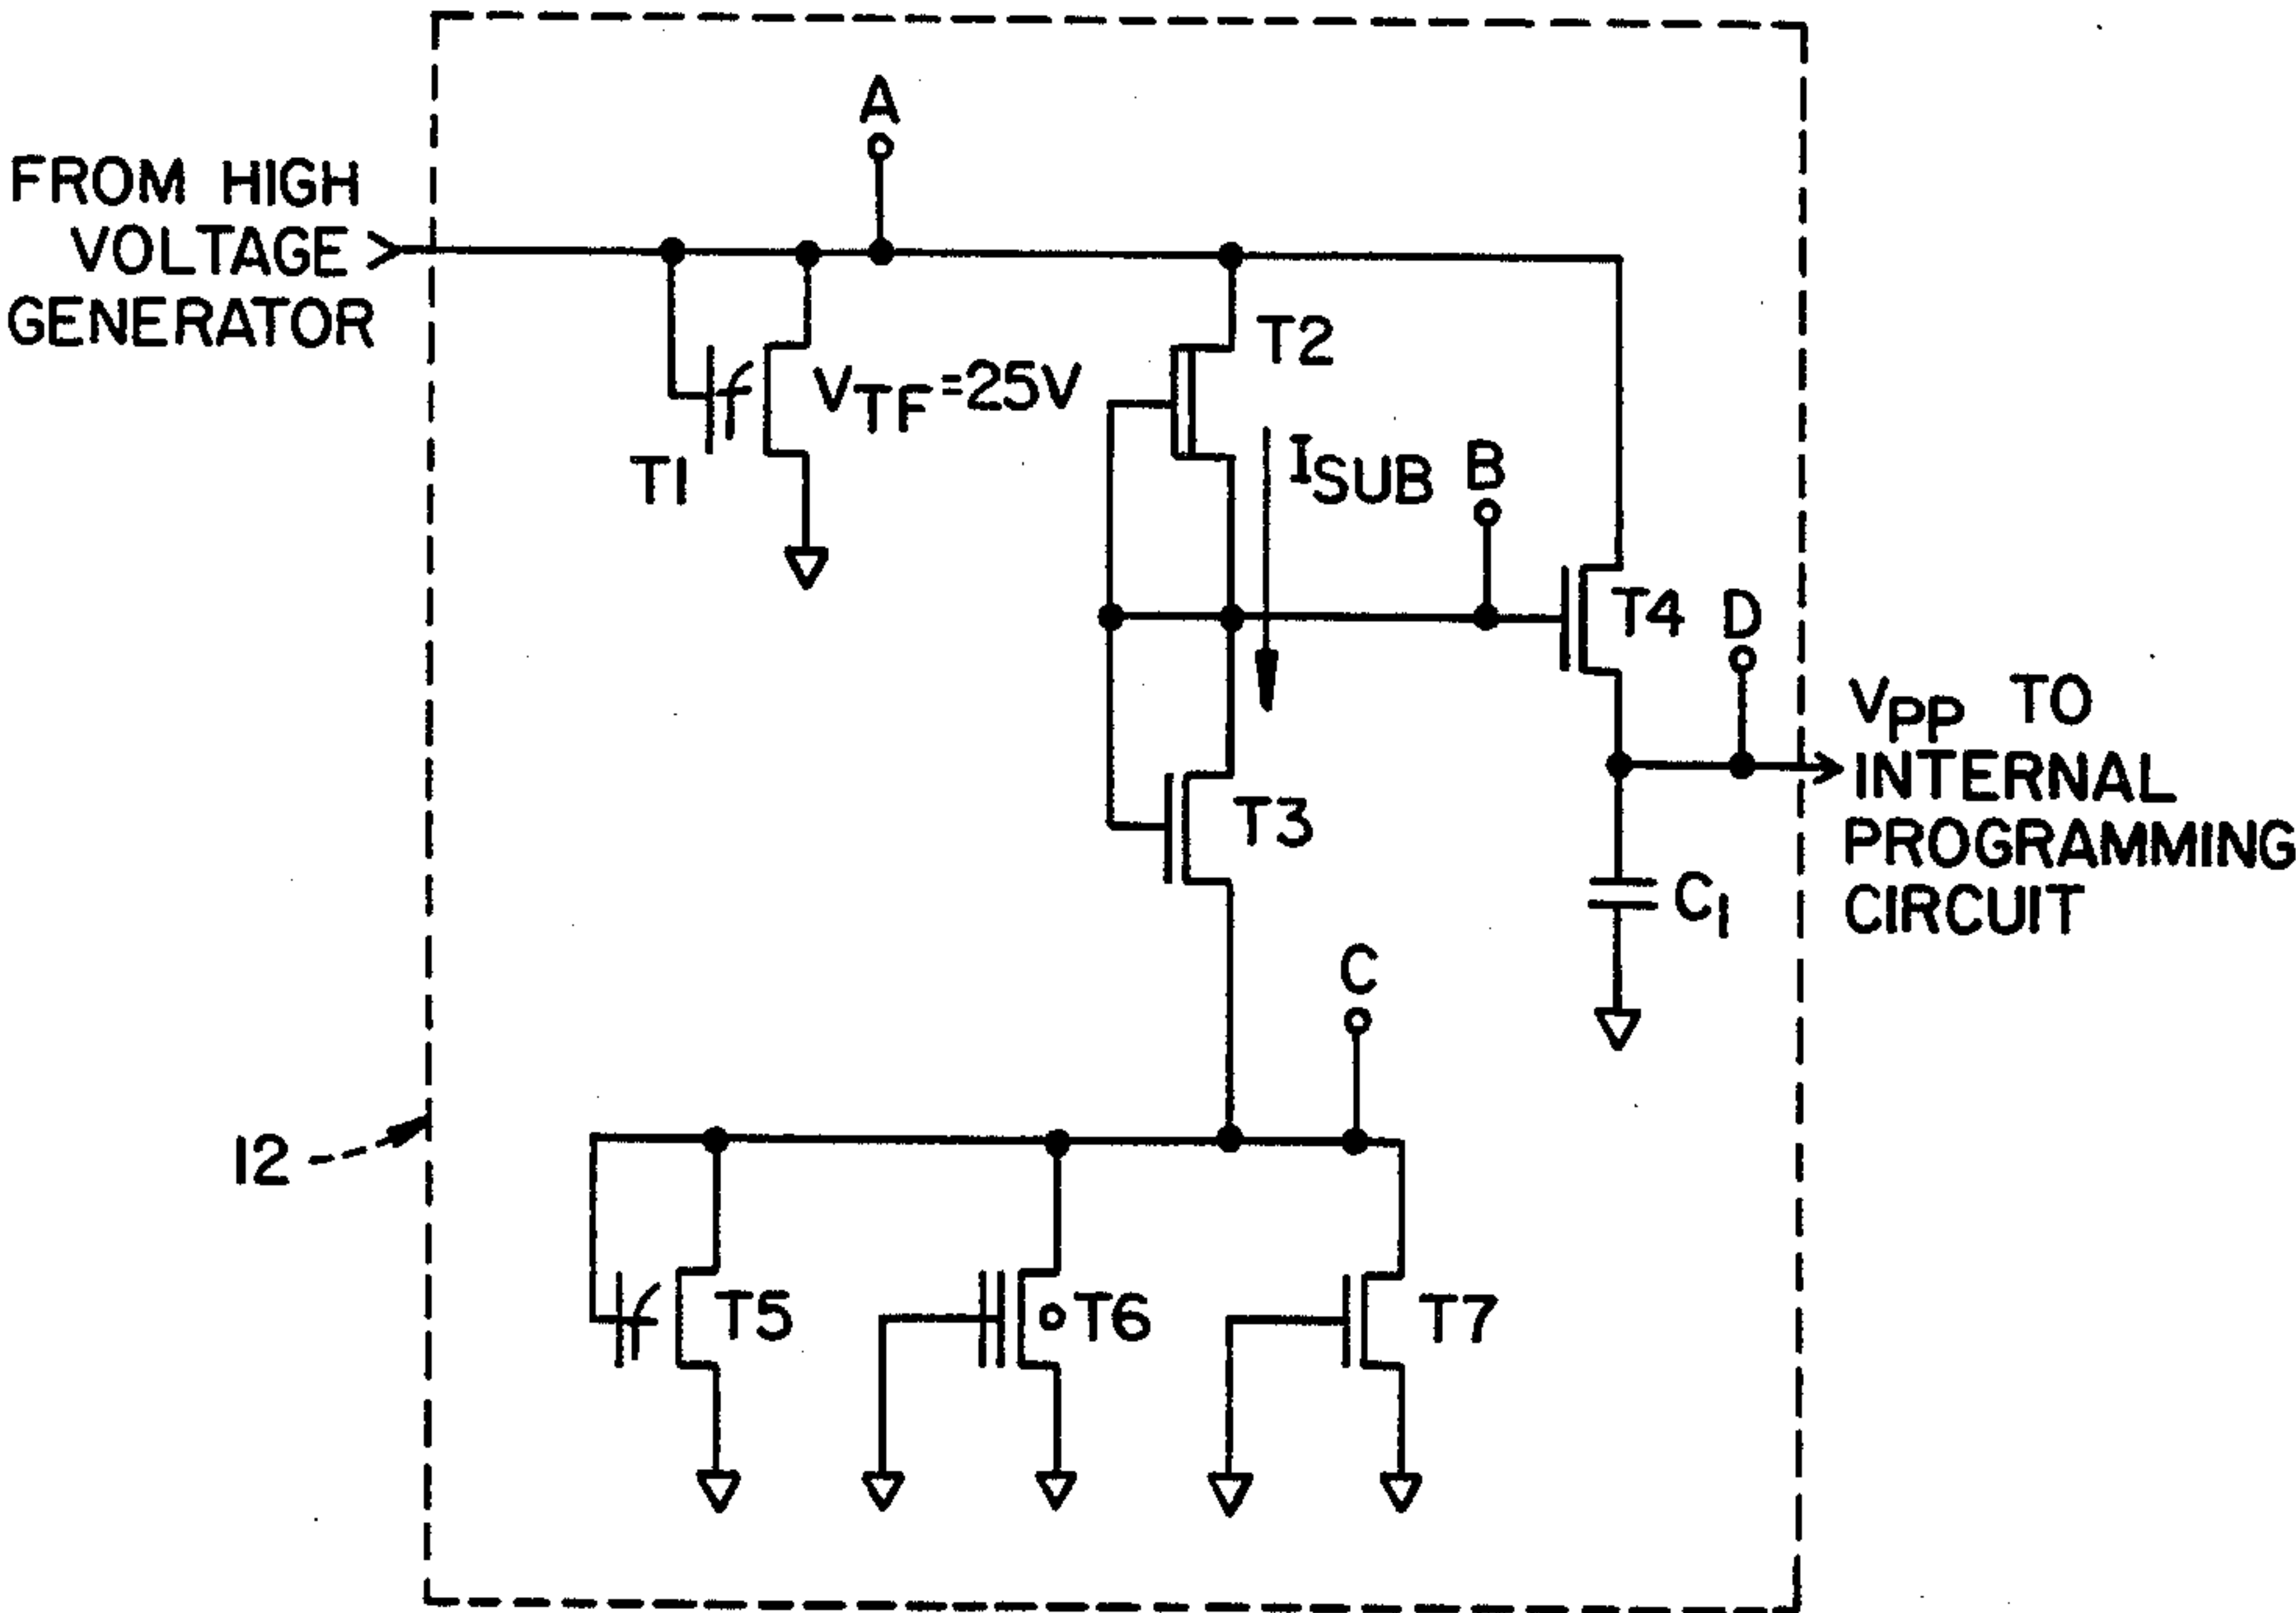 A
FROM HIGH
VOLTAGE
GENERATOR
T2
VTF=25V
ISUB
B
T1
T4
D
VPP TO
INTERNAL
PROGRAMMING
CIRCUIT
T3
C1
C
12
T5
T6
T7